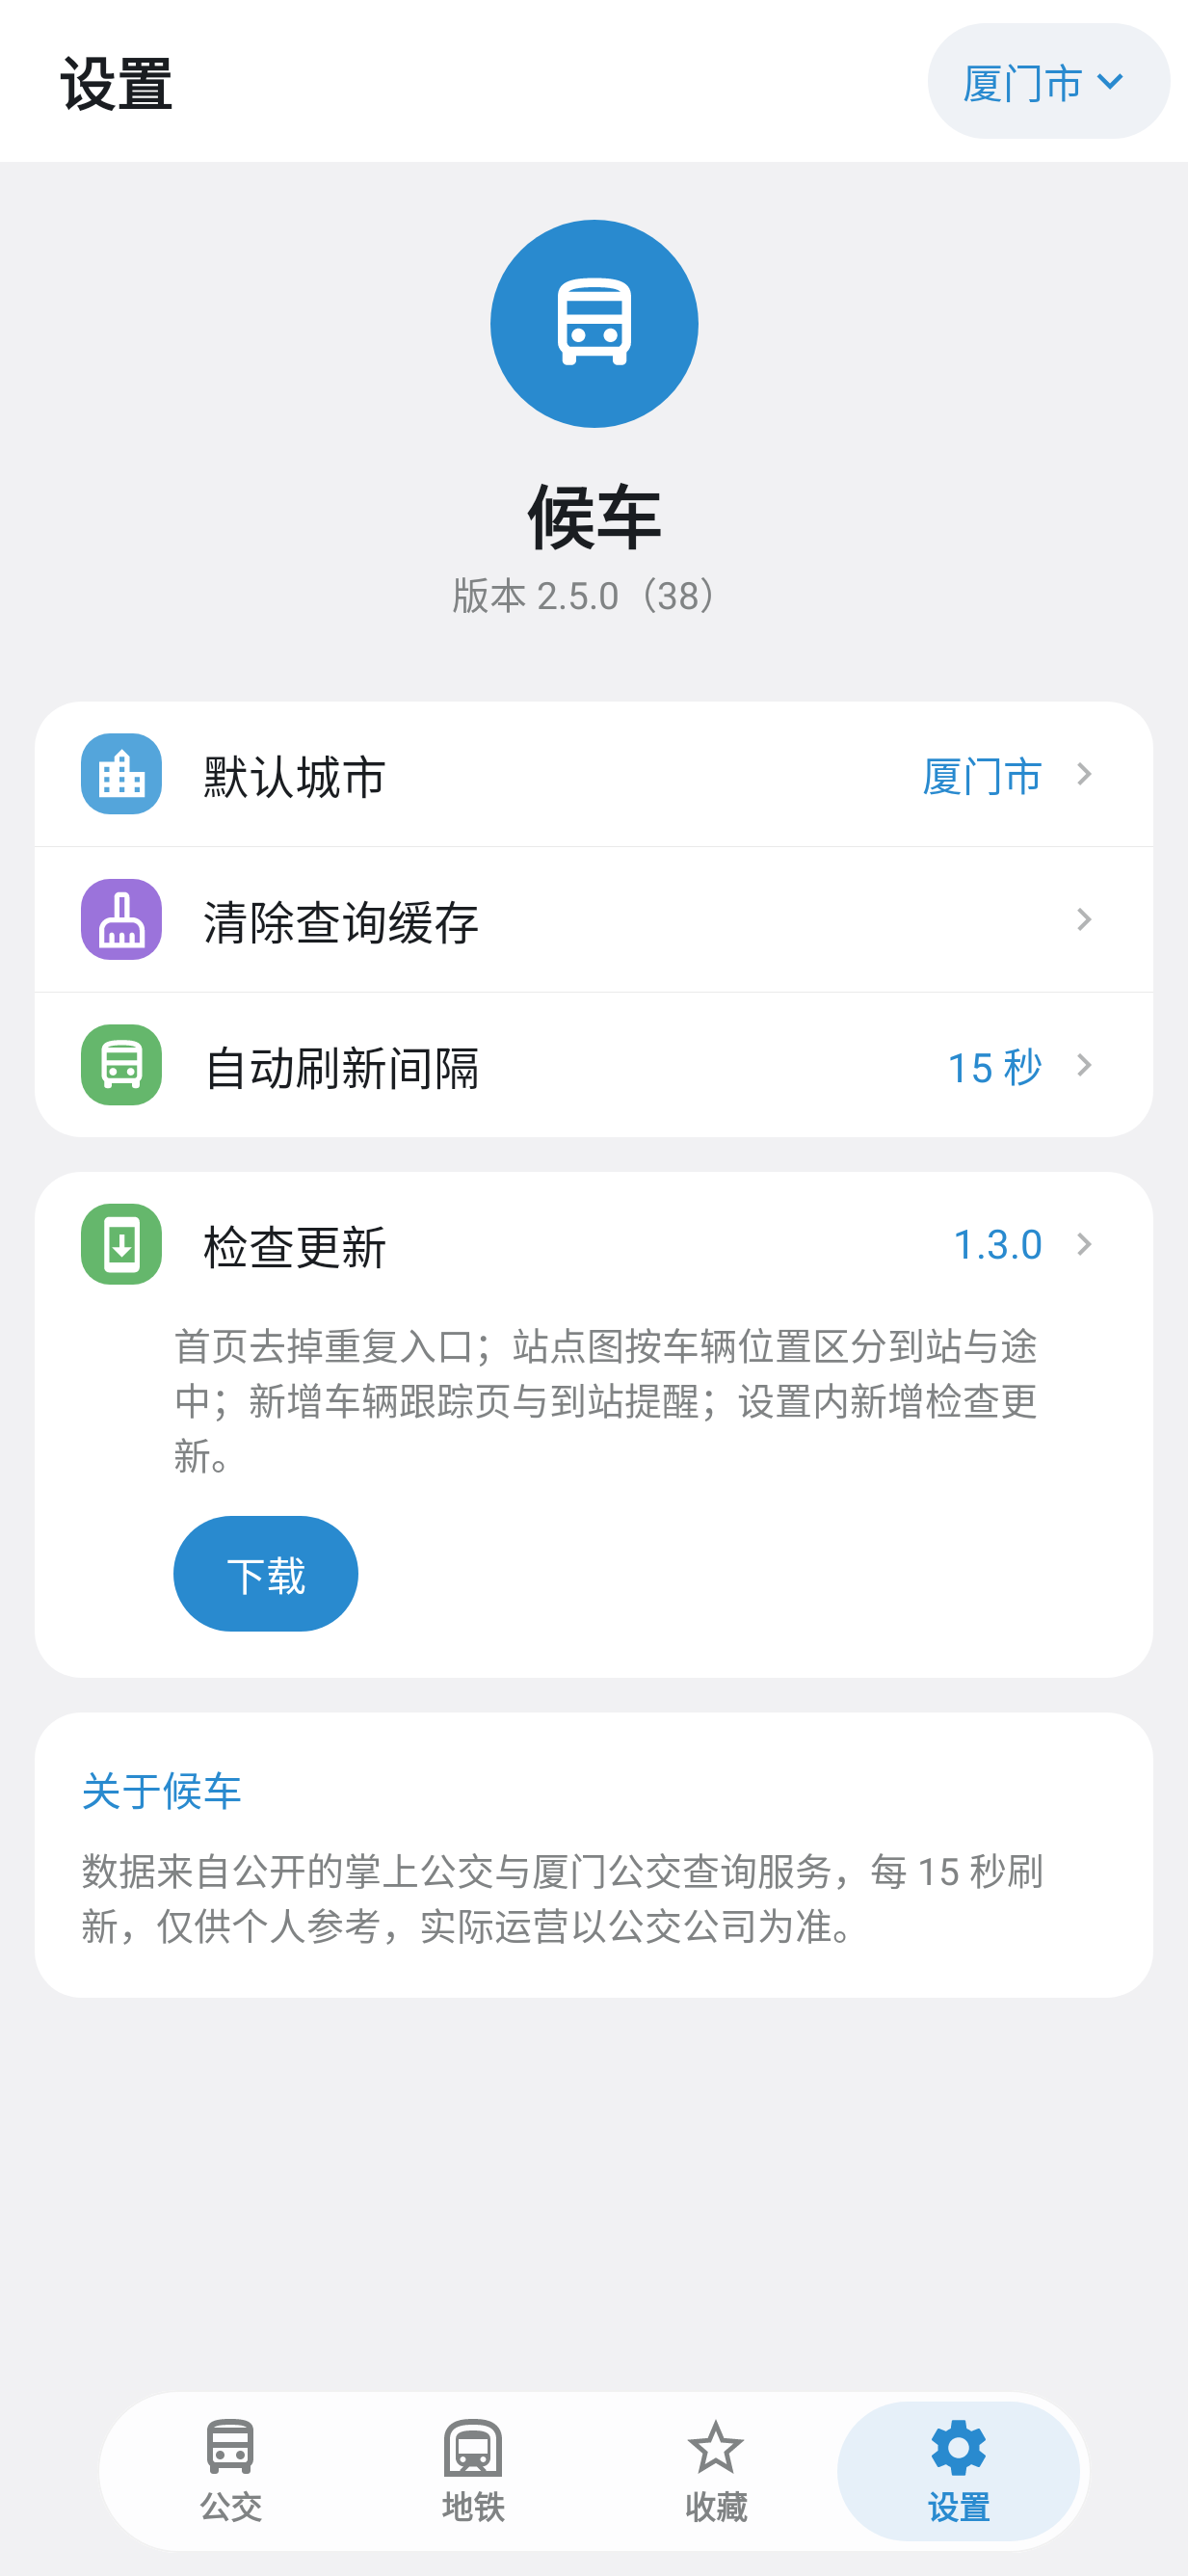 设置
厦门市
候车
版本 2.5.0（38）
默认城市
厦门市
清除查询缓存
自动刷新间隔
15 秒
检查更新
1.3.0
首页去掉重复入口；站点图按车辆位置区分到站与途
中；新增车辆跟踪页与到站提醒；设置内新增检查更
新。
下载
关于候车
数据来自公开的掌上公交与厦门公交查询服务，每 15 秒刷
新，仅供个人参考，实际运营以公交公司为准。
公交
地铁
收藏
设置